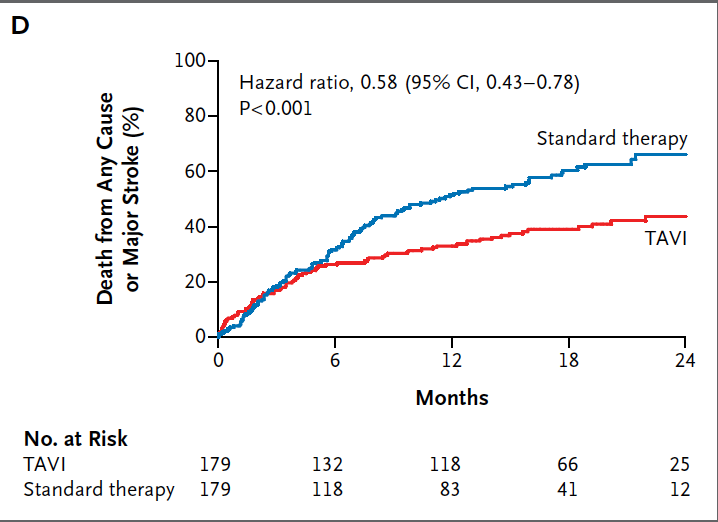 D
Hazard ratio, 0.58 (95% CI, 0.43–0.78)
P<0.001
Death from Any Cause
or Major Stroke (%)
100
80
60
40
20
0
Standard therapy
TAVI
0 6 12 18 24
Months
No. at Risk
TAVI 179 132 118 66 25
Standard therapy 179 118 83 41 12